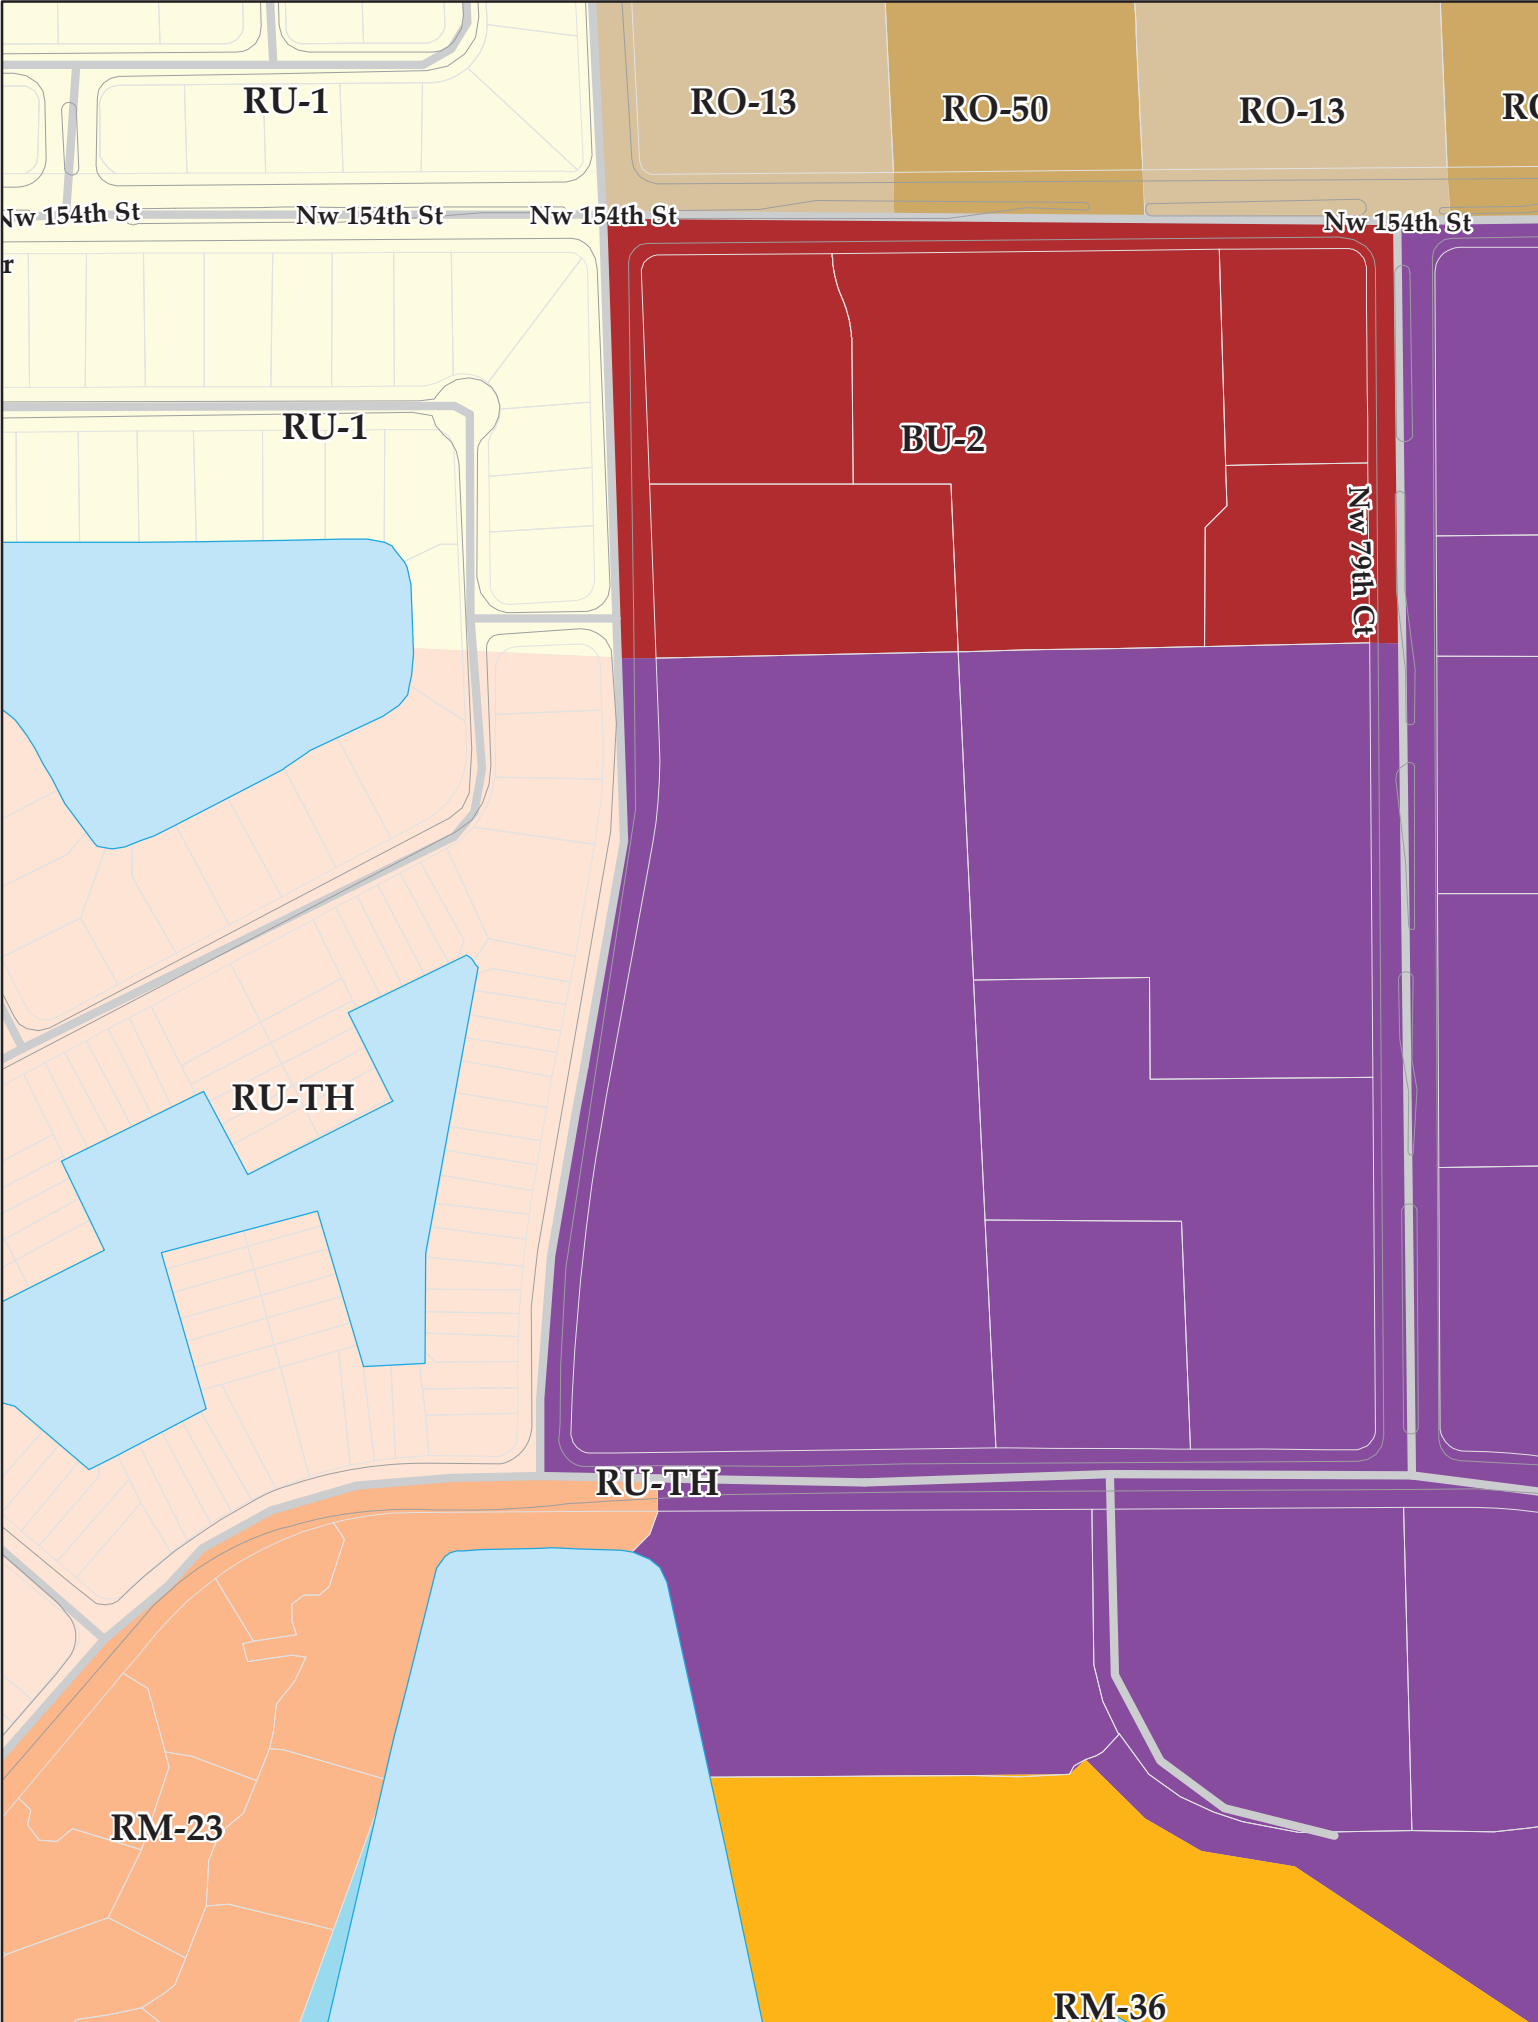 RU-1
RO-13
RO-50
RO-13
RO
Nw 154th St
Nw 154th St
Nw 154th St
Nw 154th St
r
RU-1
BU-2
Nw 79th Ct
RU-TH
RU-TH
RM-23
RM-36